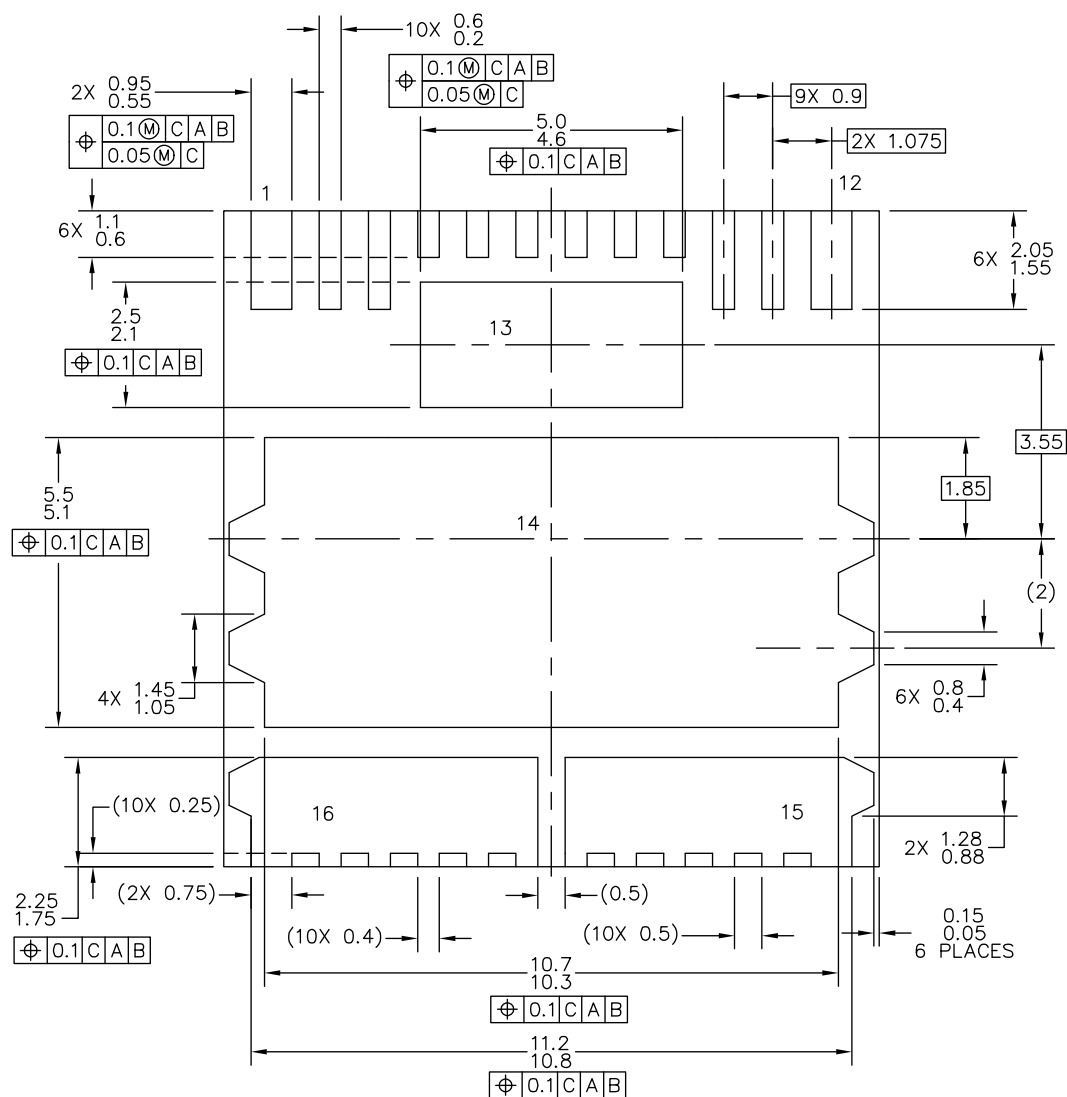 10X 0.6
0.2
⌖ 0.1Ⓜ C A B
0.05Ⓜ C
2X 0.95
0.55
⌖ 0.1Ⓜ C A B
0.05Ⓜ C
9X 0.9
5.0
4.6
⌖ 0.1 C A B
2X 1.075
1
12
6X 1.1
0.6
6X 2.05
1.55
2.5
2.1
⌖ 0.1 C A B
13
3.55
1.85
5.5
5.1
⌖ 0.1 C A B
14
(2)
4X 1.45
1.05
6X 0.8
0.4
(10X 0.25)
16
15
2X 1.28
0.88
2.25
1.75
⌖ 0.1 C A B
(2X 0.75)
(0.5)
(10X 0.4)
(10X 0.5)
0.15
0.05
6 PLACES
10.7
10.3
⌖ 0.1 C A B
11.2
10.8
⌖ 0.1 C A B